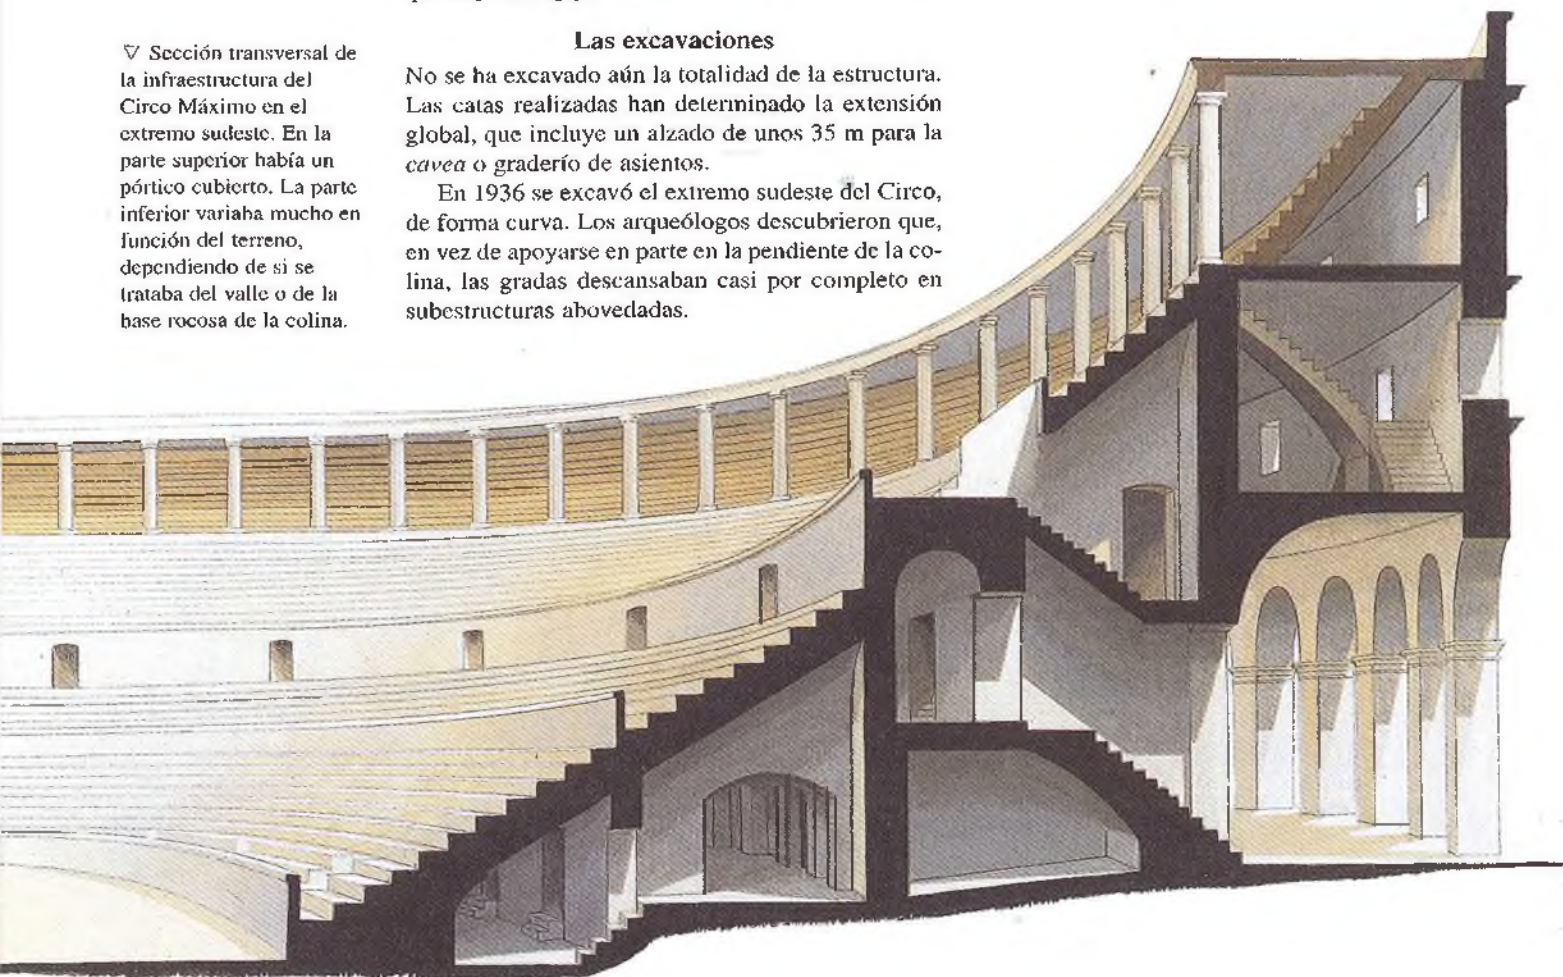 ▽ Sección transversal de
la infraestructura del
Circo Máximo en el
extremo sudeste. En la
parte superior había un
pórtico cubierto. La parte
inferior variaba mucho en
función del terreno,
dependiendo de si se
trataba del valle o de la
base rocosa de la colina.
Las excavaciones
No se ha excavado aún la totalidad de la estructura.
Las catas realizadas han determinado la extensión
global, que incluye un alzado de unos 35 m para la
cavea o graderío de asientos.
En 1936 se excavó el extremo sudeste del Circo,
de forma curva. Los arqueólogos descubrieron que,
en vez de apoyarse en parte en la pendiente de la co-
lina, las gradas descansaban casi por completo en
subestructuras abovedadas.